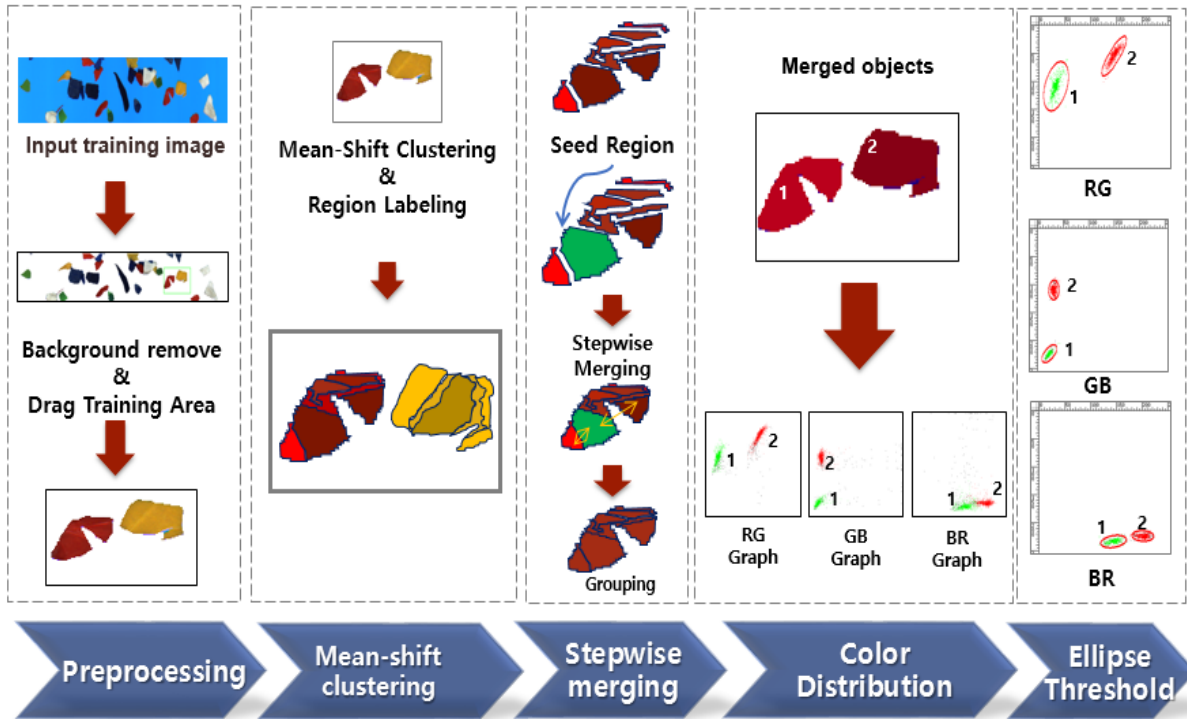 Input training image
Background remove
&
Drag Training Area
Mean-Shift Clustering
&
Region Labeling
Seed Region
Stepwise
Merging
Grouping
Merged objects
1
2
1
2
RG
Graph
1
2
GB
Graph
1
2
BR
Graph
1
2
RG
1
2
GB
1
2
BR
Preprocessing
Mean-shift
clustering
Stepwise
merging
Color
Distribution
Ellipse
Threshold